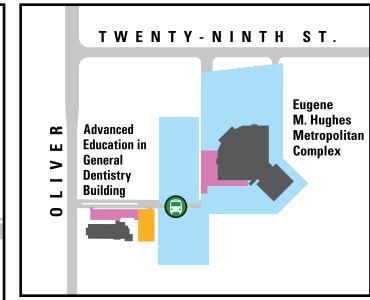 TWENTY-NINTH ST.
Eugene
M. Hughes
Metropolitan
Complex
Advanced
Education in
General
Dentistry
Building
OLIVER